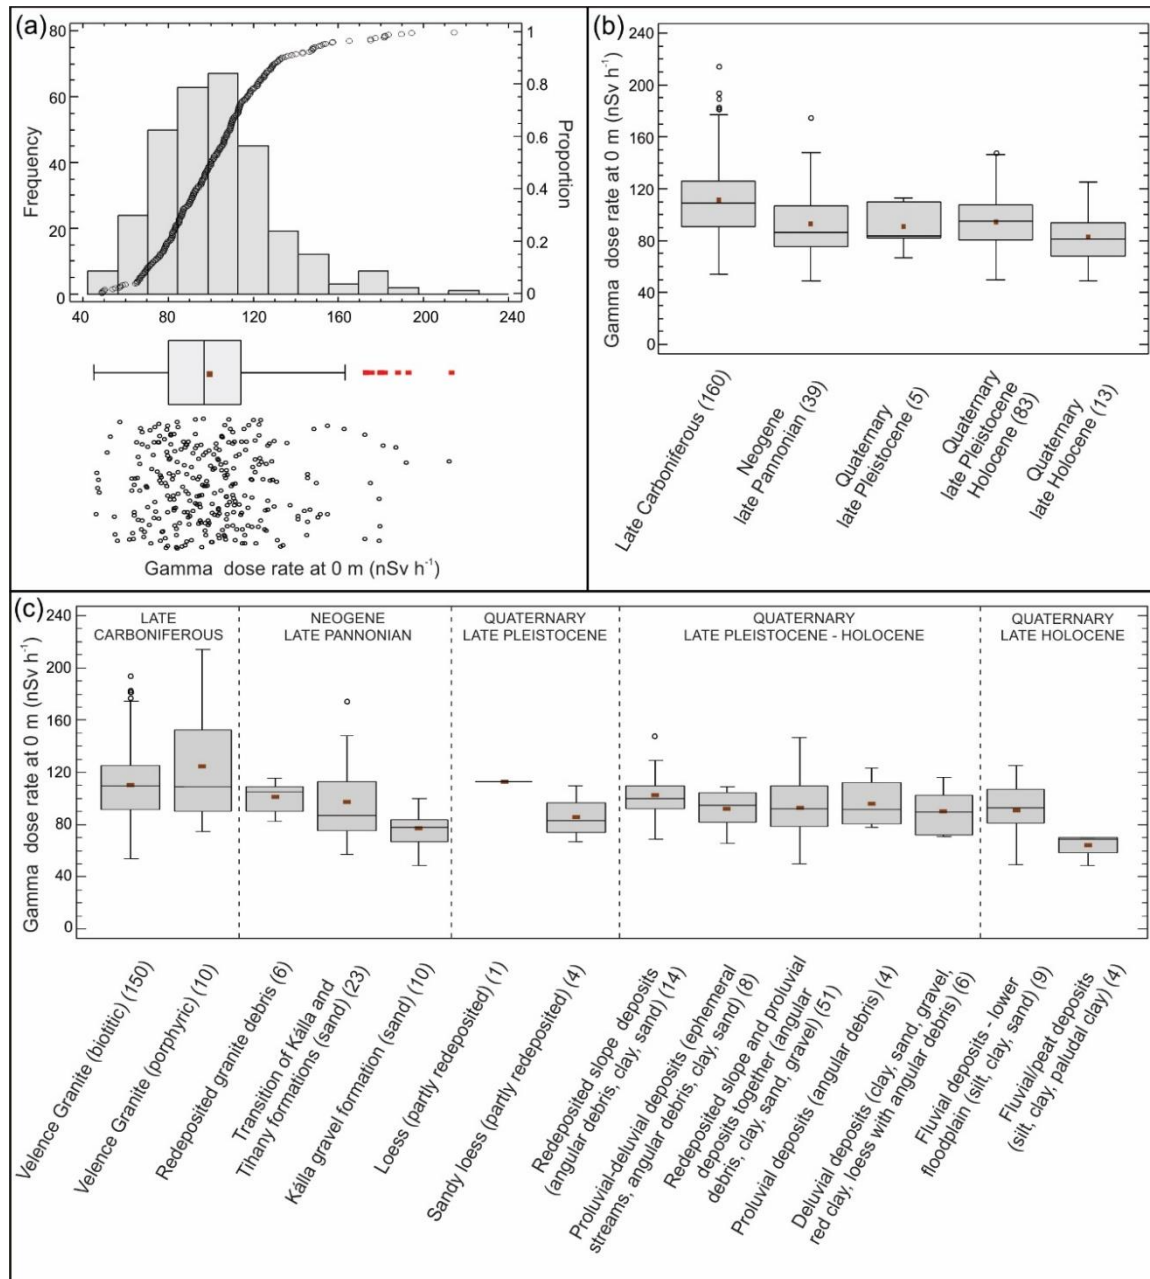 (a)
80
60
40
20
0
Frequency
1
0.8
0.6
0.4
0.2
0
Proportion
40 80 120 160 200 240
Gamma dose rate at 0 m (nSv h-1)
(b)
Gamma dose rate at 0 m (nSv h-1)
240
200
160
120
80
40
0
Late Carboniferous (160)
Neogene
late Pannonian (39)
Quaternary
late Pleistocene (5)
Quaternary
late Pleistocene
Holocene (83)
Quaternary
late Holocene (13)
(c)
Gamma dose rate at 0 m (nSv h-1)
240
200
160
120
80
40
0
LATE
CARBONIFEROUS
NEOGENE
LATE PANNONIAN
QUATERNARY
LATE PLEISTOCENE
QUATERNARY
LATE PLEISTOCENE - HOLOCENE
QUATERNARY
LATE HOLOCENE
Velence Granite (biotitic) (150)
Velence Granite (porphyric) (10)
Redeposited granite debris (6)
Transition of Kálla and
Tihany formations (sand) (23)
Kálla gravel formation (sand) (10)
Loess (partly redeposited) (1)
Sandy loess (partly redeposited) (4)
Redeposited slope deposits
(angular debris, clay, sand) (14)
Proluvial-deluvial deposits (ephemeral
streams, angular debris, clay, sand) (8)
Redeposited slope and proluvial
deposits together (angular
debris, clay, sand, gravel) (51)
Proluvial deposits (angular debris) (4)
Deluvial deposits (clay, sand, gravel,
red clay, loess with angular debris) (6)
Fluvial deposits - lower
floodplain (silt, clay, sand) (9)
Fluvial/peat deposits
(silt, clay, paludal clay) (4)